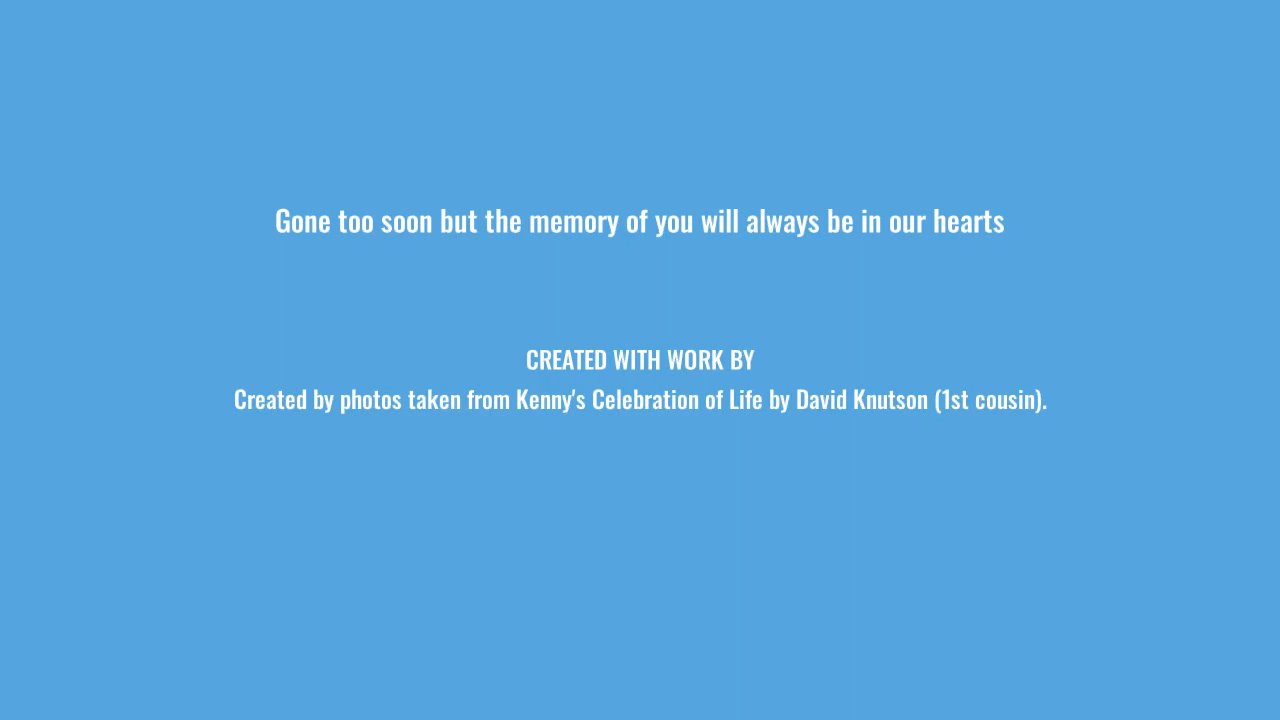 Gone too soon but the memory of you will always be in our hearts
CREATED WITH WORK BY
Created by photos taken from Kenny's Celebration of Life by David Knutson (1st cousin).